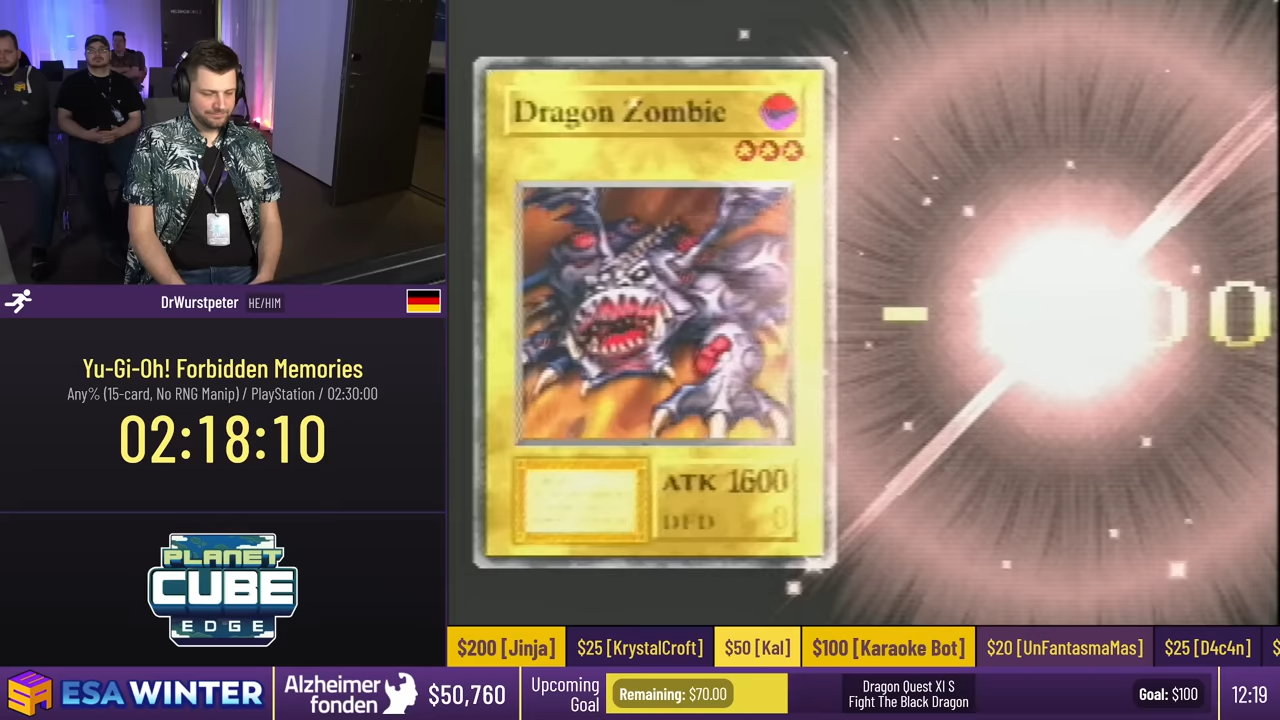 Dragon Zombie
ATK 1600
DFD 0
DrWurstpeter HE/HIM
Yu-Gi-Oh! Forbidden Memories
Any% (15-card, No RNG Manip) / PlayStation / 02:30:00
02:18:10
PLANET
CUBE
EDGE
$200 [Jinja]
$25 [KrystalCroft]
$50 [Kal]
$100 [Karaoke Bot]
$20 [UnFantasmaMas]
$25 [D4c4n]
ESA WINTER
Alzheimer
fonden
$50,760
Upcoming
Goal
Remaining: $70.00
Dragon Quest XI S
Fight The Black Dragon
Goal: $100
12:19